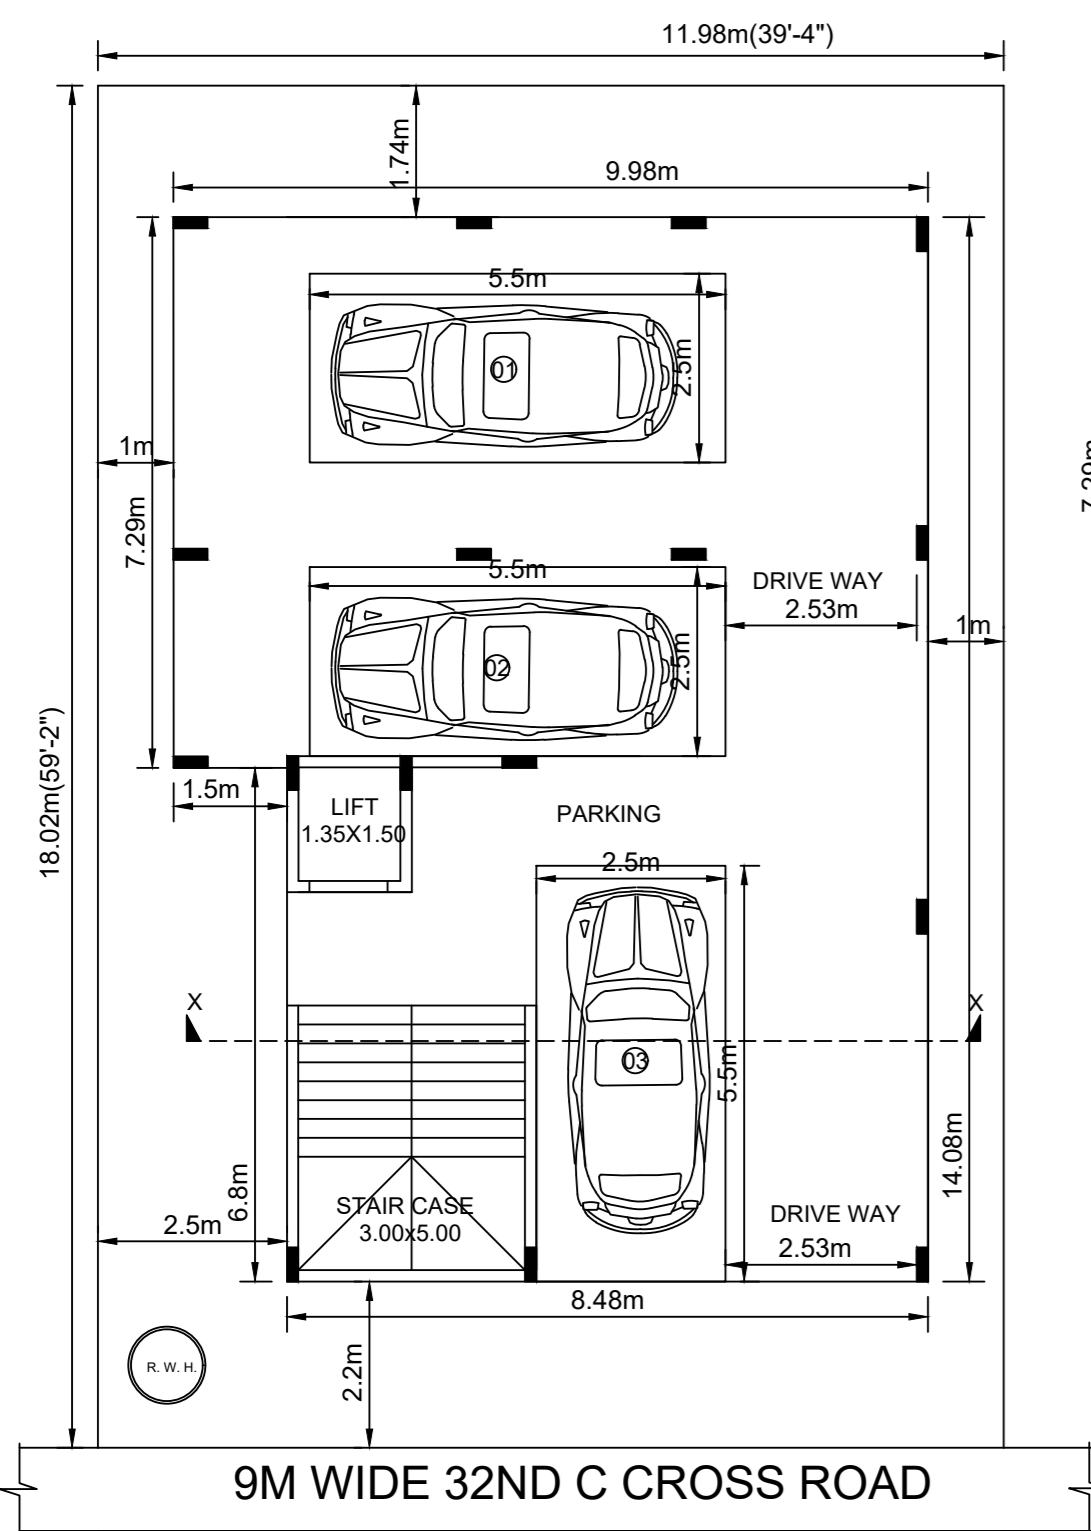 11.98m(39'-4")
1.74m
9.98m
5.5m
01
2.5m
1m
7.29m
7.29m
5.5m
DRIVE WAY
2.53m
1m
02
2.5m
18.02m(59'-2")
1.5m
LIFT
1.35X1.50
PARKING
2.5m
X
X
03
5.5m
14.08m
6.8m
STAIR CASE
3.00x5.00
2.5m
DRIVE WAY
2.53m
8.48m
2.2m
R. W. H.
9M WIDE 32ND C CROSS ROAD